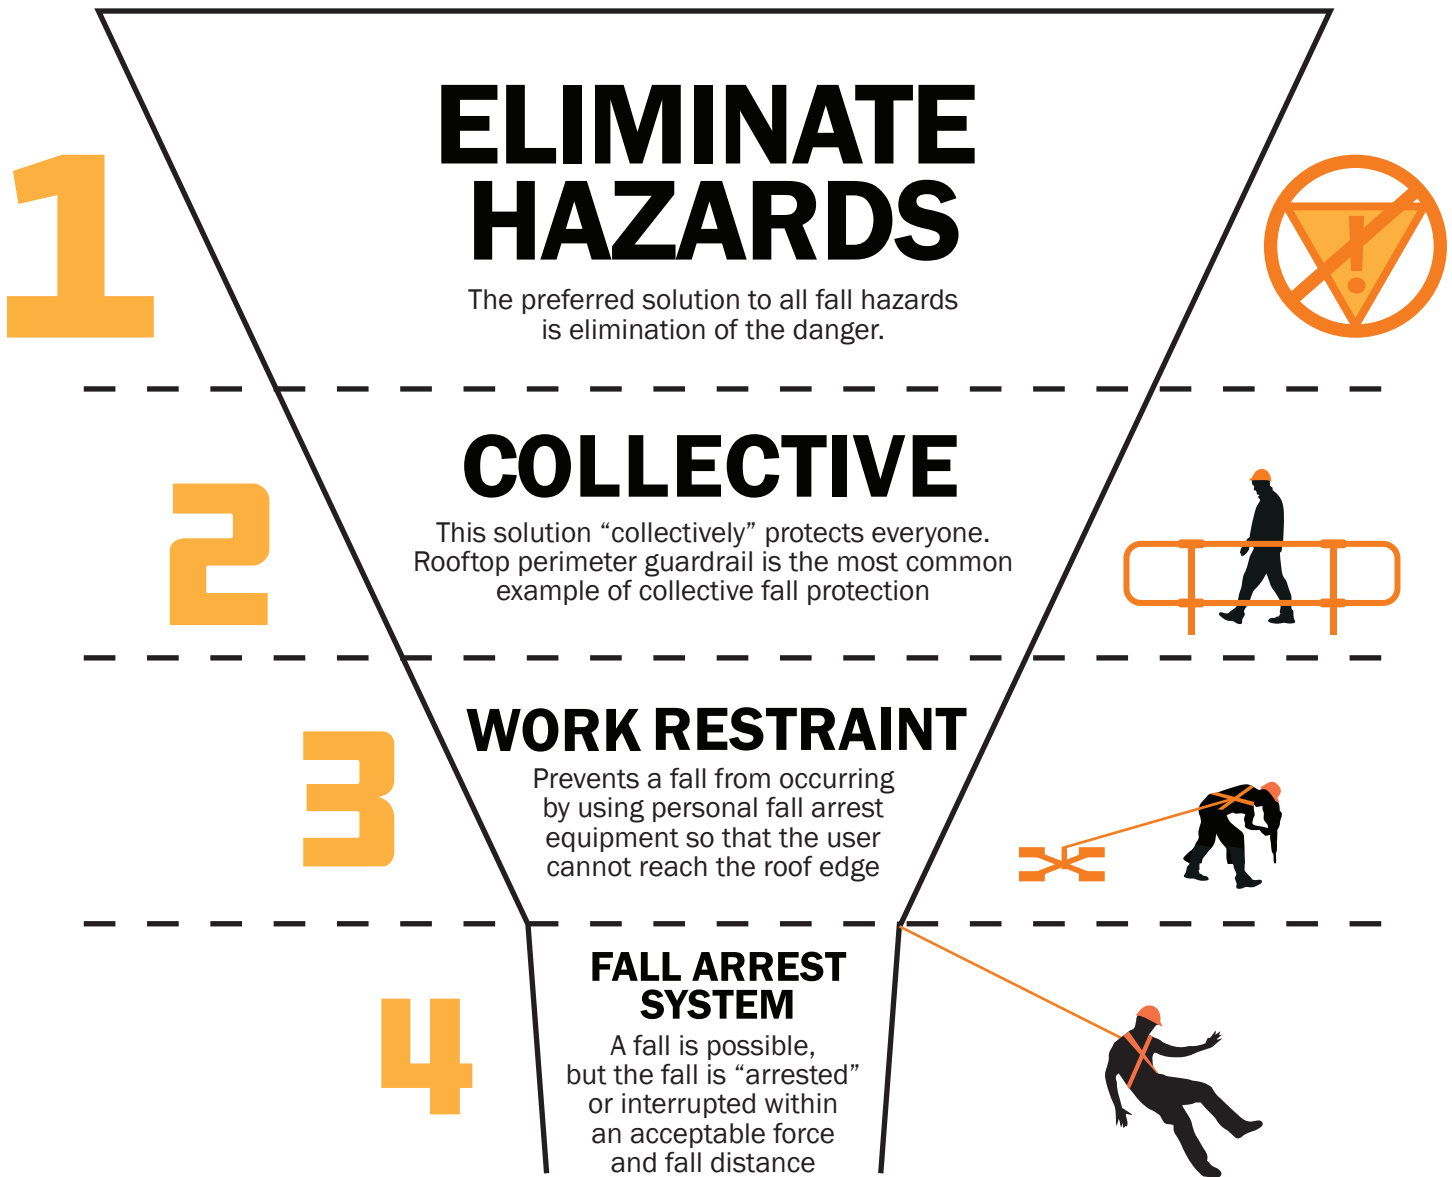 1
ELIMINATE
HAZARDS
The preferred solution to all fall hazards
is elimination of the danger.
!
2
COLLECTIVE
This solution “collectively” protects everyone.
Rooftop perimeter guardrail is the most common
example of collective fall protection
3
WORK RESTRAINT
Prevents a fall from occurring
by using personal fall arrest
equipment so that the user
cannot reach the roof edge
4
FALL ARREST
SYSTEM
A fall is possible,
but the fall is “arrested”
or interrupted within
an acceptable force
and fall distance